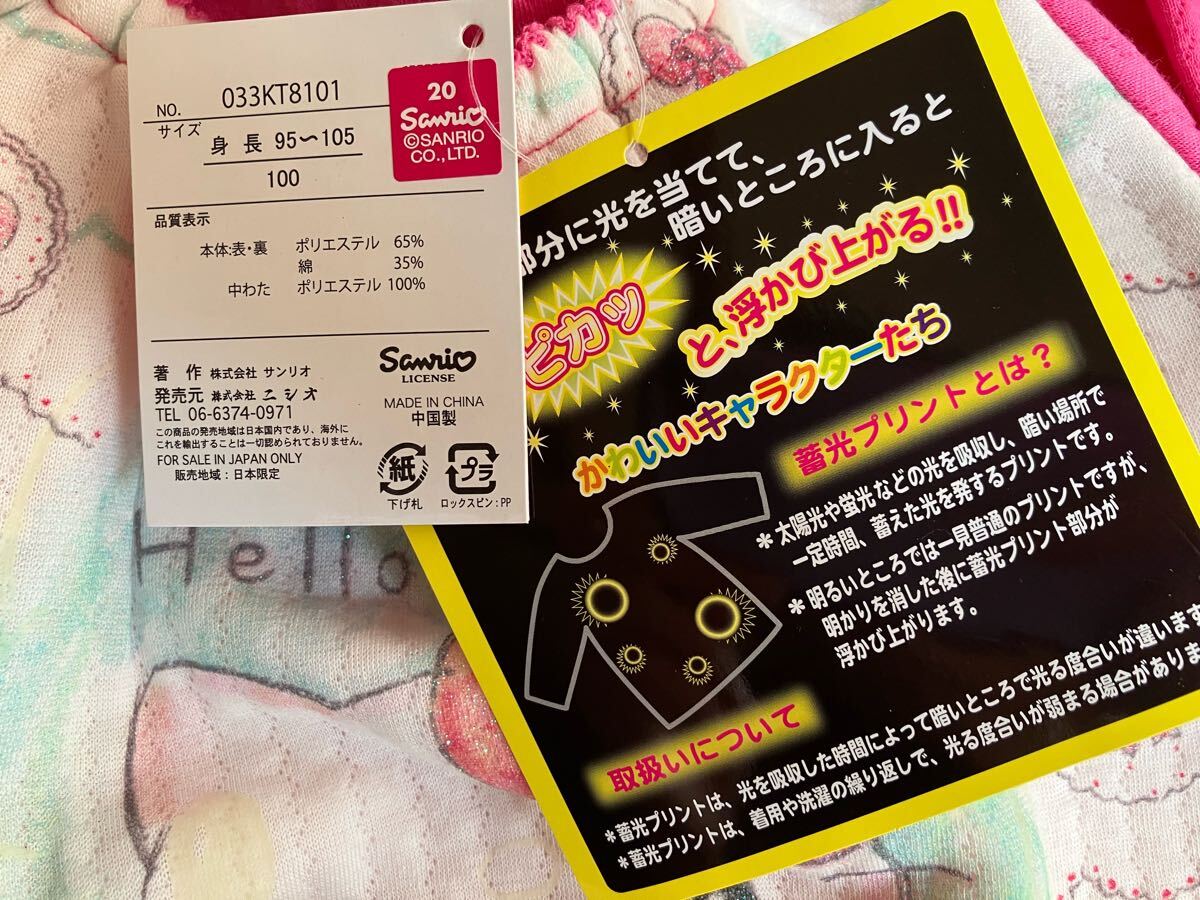 NO. 033KT8101
サイズ
身長 95〜105
100
20
Sanrio
©SANRIO
CO.,LTD.
品質表示
本体:表・裏 ポリエステル 65%
綿 35%
中わた ポリエステル 100%
著 作 株式会社 サンリオ
発売元 株式会社 ニシオ
TEL 06-6374-0971
この商品の発売地域は日本国内であり、海外に
これを輸出することは一切認められておりません。
FOR SALE IN JAPAN ONLY
販売地域：日本限定
Sanrio
LICENSE
MADE IN CHINA
中国製
紙
下げ札
プラ
ロックスピン：PP
部分に光を当てて、
暗いところに入ると
ピカッ
と、浮かび上がる!!
かわいいキャラクターたち
蓄光プリントとは？
＊太陽光や蛍光などの光を吸収し、暗い場所で
一定時間、蓄えた光を発するプリントです。
＊明るいところでは一見普通のプリントですが、
明かりを消した後に蓄光プリント部分が
浮かび上がります。
取扱いについて
＊蓄光プリントは、光を吸収した時間によって暗いところで光る度合いが違います
＊蓄光プリントは、着用や洗濯の繰り返しで、光る度合いが弱まる場合がありま
Hello